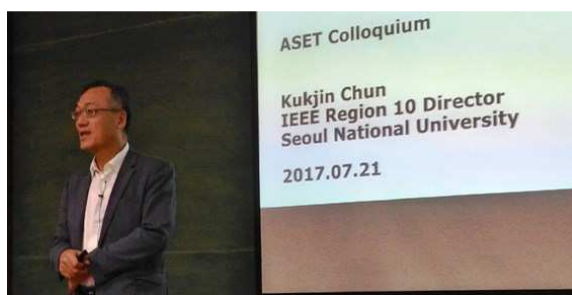 ASET Colloquium
Kukjin Chun
IEEE Region 10 Director
Seoul National University
2017.07.21